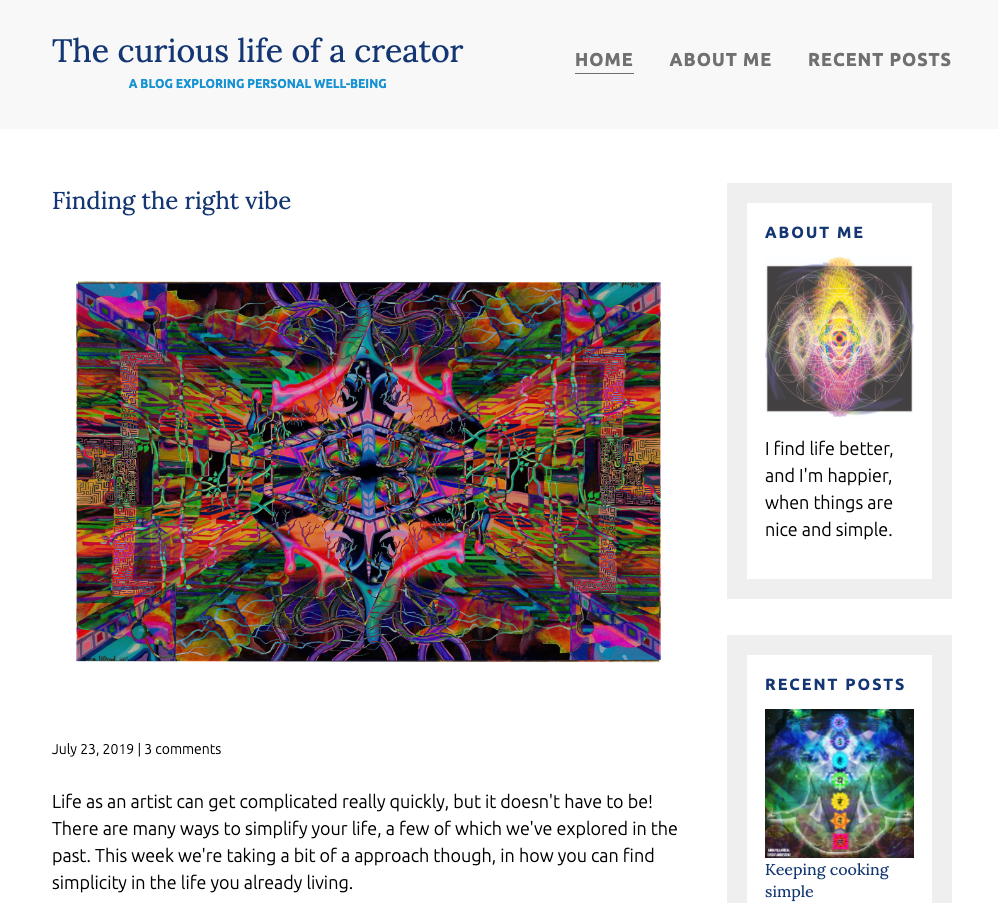 The curious life of a creator
A BLOG EXPLORING PERSONAL WELL-BEING
HOME
ABOUT ME
RECENT POSTS
Finding the right vibe
July 23, 2019 | 3 comments
Life as an artist can get complicated really quickly, but it doesn't have to be!
There are many ways to simplify your life, a few of which we've explored in the
past. This week we're taking a bit of a approach though, in how you can find
simplicity in the life you already living.
ABOUT ME
I find life better,
and I'm happier,
when things are
nice and simple.
RECENT POSTS
Keeping cooking
simple